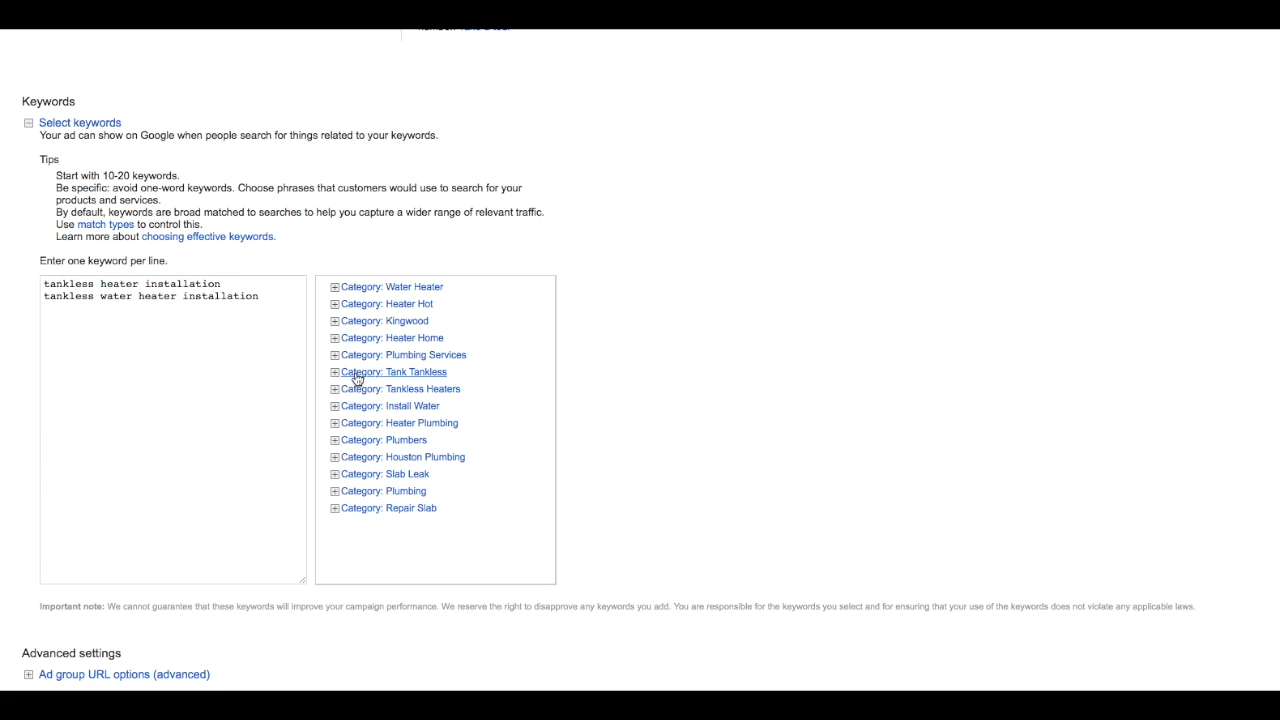 Keywords
Select keywords
Your ad can show on Google when people search for things related to your keywords.
Tips
Start with 10-20 keywords.
Be specific: avoid one-word keywords. Choose phrases that customers would use to search for your
products and services.
By default, keywords are broad matched to searches to help you capture a wider range of relevant traffic.
Use match types to control this.
Learn more about choosing effective keywords.
Enter one keyword per line.
tankless heater installation
tankless water heater installation
Category: Water Heater
Category: Heater Hot
Category: Kingwood
Category: Heater Home
Category: Plumbing Services
Category: Tank Tankless
Category: Tankless Heaters
Category: Install Water
Category: Heater Plumbing
Category: Plumbers
Category: Houston Plumbing
Category: Slab Leak
Category: Plumbing
Category: Repair Slab
Important note: We cannot guarantee that these keywords will improve your campaign performance. We reserve the right to disapprove any keywords you add. You are responsible for the keywords you select and for ensuring that your use of the keywords does not violate any applicable laws.
Advanced settings
Ad group URL options (advanced)